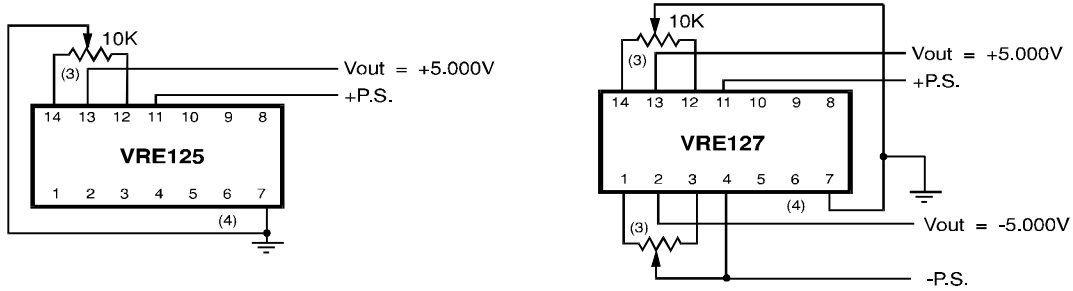 10K
(3)
Vout = +5.000V
+P.S.
14 13 12 11 10 9 8
VRE125
1 2 3 4 5 6 7
(4)
10K
(3)
Vout = +5.000V
+P.S.
14 13 12 11 10 9 8
VRE127
1 2 3 4 5 6 7
(4)
(3)
Vout = -5.000V
-P.S.